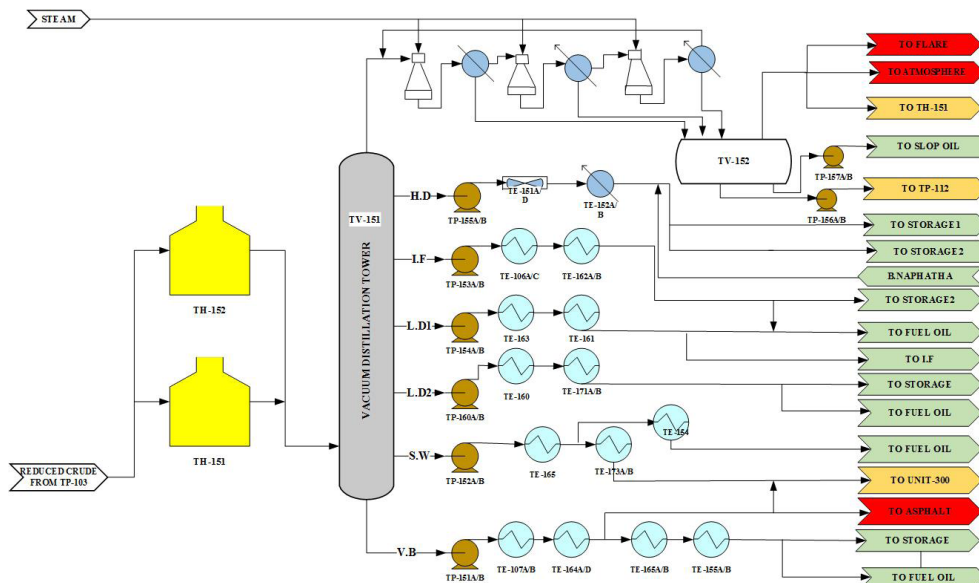 STEAM
TO FLARE
TO ATMOSPHERE
TO TH-151
TO SLOP OIL
TV-152
TP-157A/B
TO TP-112
TP-156A/B
TV-151
H.D
TP-155A/B
TE-151A/
D
TE-152A/
B
TO STORAGE 1
TO STORAGE 2
I.F
TP-153A/B
TE-106A/C
TE-162A/B
B.NAPHATHA
TO STORAGE2
VACUUM DISTILLATION TOWER
TH-152
L.D1
TP-154A/B
TE-163
TE-161
TO FUEL OIL
TO I.F
L.D2
TP-160A/B
TE-160
TE-171A/B
TO STORAGE
TO FUEL OIL
TH-151
S.W
TP-152A/B
TE-165
TE-173A/B
TE-154
TO FUEL OIL
REDUCED CRUDE
FROM TP-103
TO UNIT-300
TO ASPHALT
V.B
TP-151A/B
TE-107A/B
TE-164A/D
TE-165A/B
TE-155A/B
TO STORAGE
TO FUEL OIL